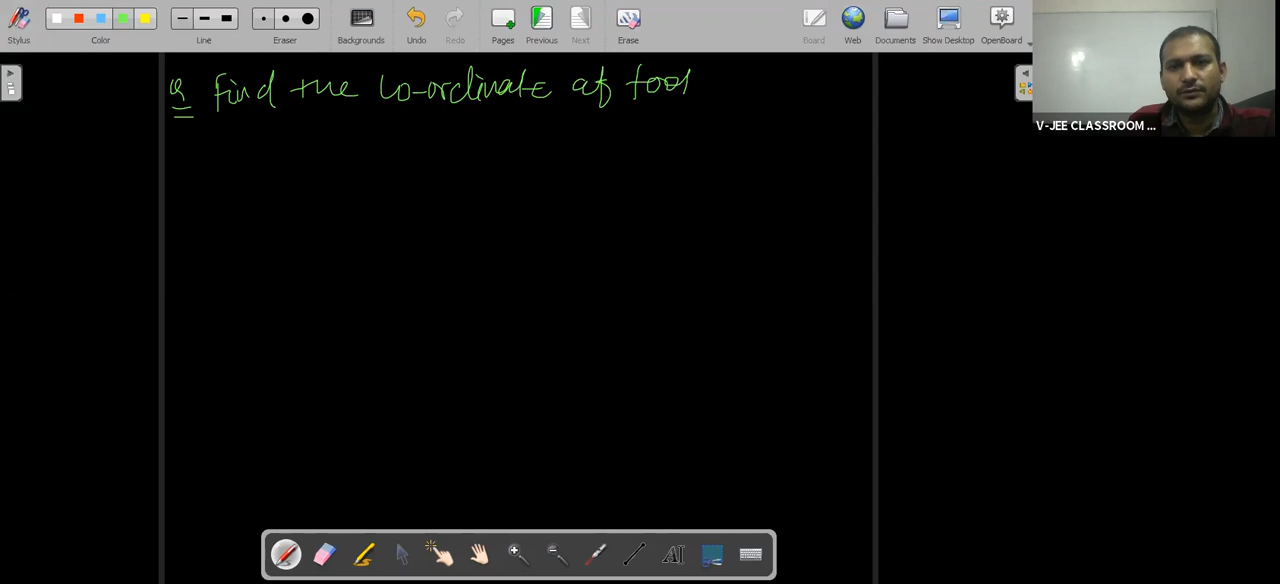 Stylus
Color
Line
Eraser
Backgrounds
Undo
Redo
Pages
Previous
Next
Erase
Board
Web
Documents
Show Desktop
OpenBoard
V-JEE CLASSROOM ...
Q Find the co-ordinate of foot
AI